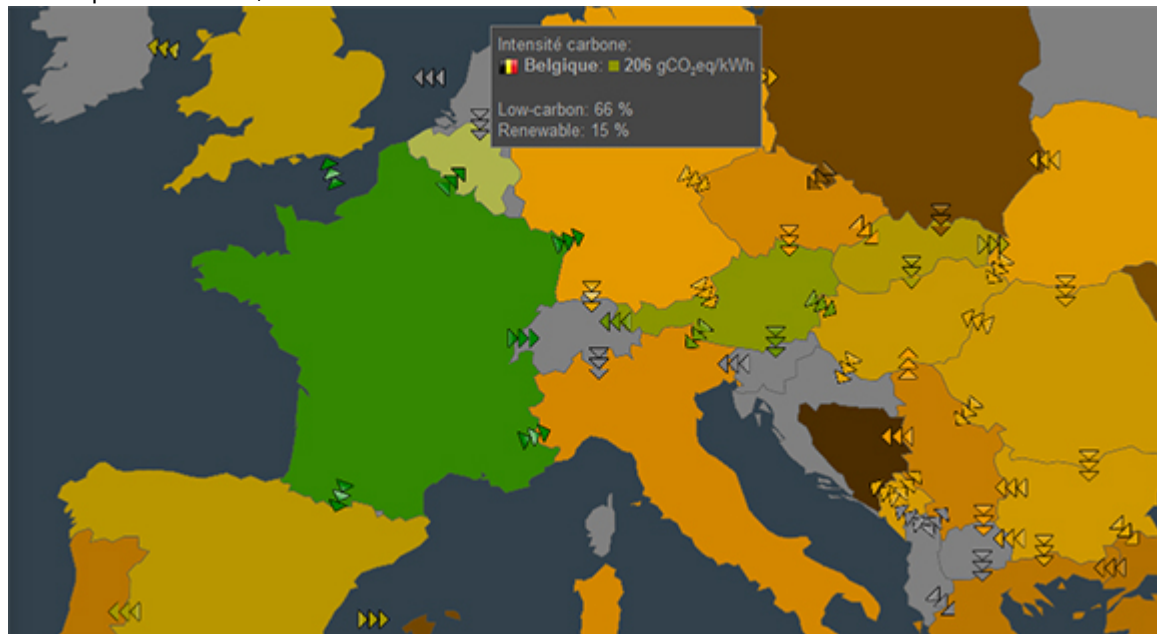 Intensité carbone:
Belgique: 206 gCO₂eq/kWh
Low-carbon: 66 %
Renewable: 15 %